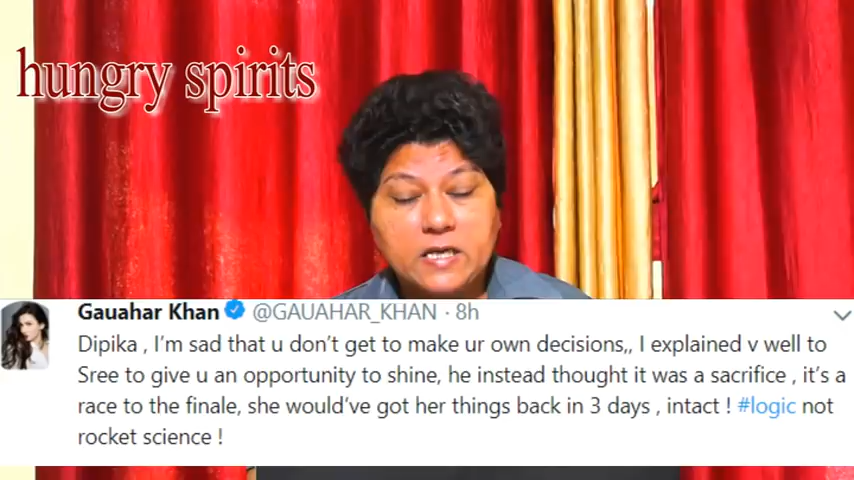 hungry spirits
Gauahar Khan @GAUAHAR_KHAN · 8h
Dipika , I'm sad that u don't get to make ur own decisions,, I explained v well to
Sree to give u an opportunity to shine, he instead thought it was a sacrifice , it's a
race to the finale, she would've got her things back in 3 days , intact ! #logic not
rocket science !